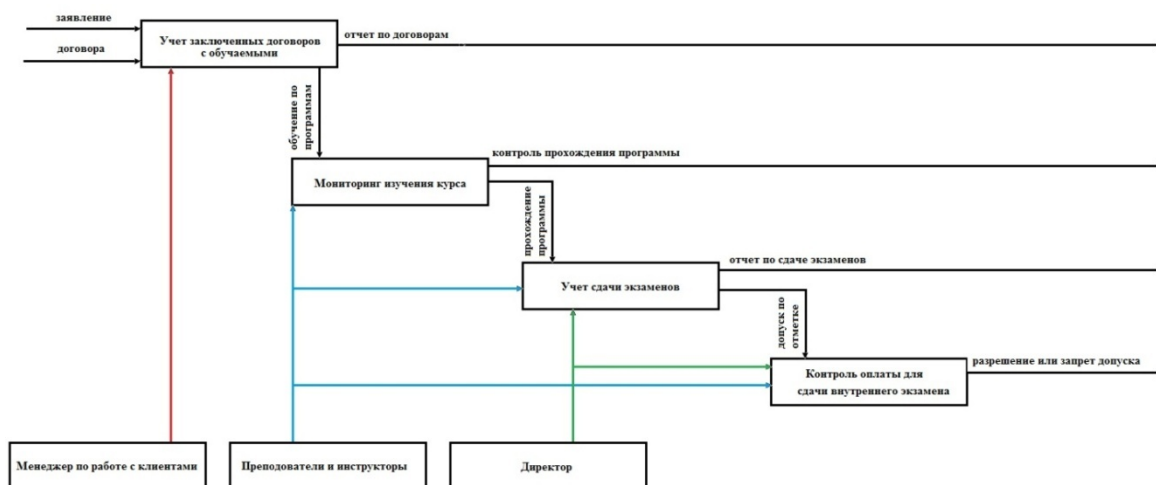 заявление
договора
Учет заключенных договоров
с обучаемыми
отчет по договорам
обучение по
программам
контроль прохождения программы
Мониторинг изучения курса
прохождение
программы
отчет по сдаче экзаменов
Учет сдачи экзаменов
допуск по
отметке
разрешение или запрет допуска
Контроль оплаты для
сдачи внутреннего экзамена
Менеджер по работе с клиентами
Преподователи и инструкторы
Директор